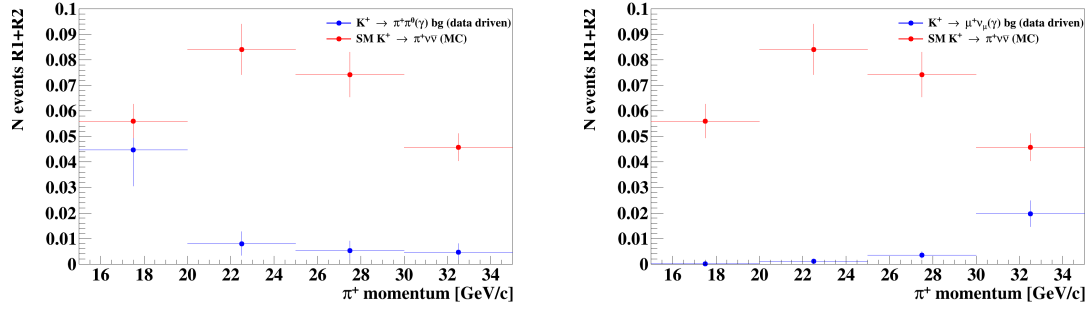 N events R1+R2
0.1
0.09
0.08
0.07
0.06
0.05
0.04
0.03
0.02
0.01
0
K⁺ → π⁺π⁰(γ) bg (data driven)
SM K⁺ → π⁺νν̄ (MC)
16 18 20 22 24 26 28 30 32 34
π⁺ momentum [GeV/c]
N events R1+R2
0.1
0.09
0.08
0.07
0.06
0.05
0.04
0.03
0.02
0.01
0
K⁺ → μ⁺ν_μ(γ) bg (data driven)
SM K⁺ → π⁺νν̄ (MC)
16 18 20 22 24 26 28 30 32 34
π⁺ momentum [GeV/c]